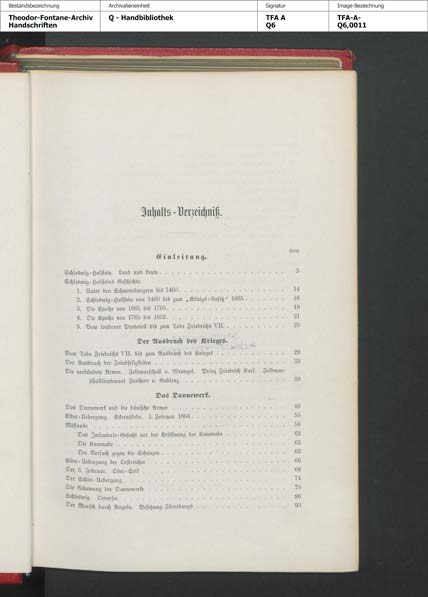 Bestandsbezeichnung Archivalieneinheit Signatur Image-Bezeichnung
Theodor-Fontane-Archiv Q - Handbibliothek TFA A TFA-A-
Handschriften Q6 Q6,0011
Inhalts-Verzeichniß.
Einleitung.
Seite
Schleswig-Holstein. Land und Leute 3
Schleswig-Holsteins Geschichte.
1. Unter den Schauenburgern bis 1460 14
2. Schleswig-Holstein von 1460 bis zum „Königs-Gesetz“ 1665 16
3. Die Epoche von 1665 bis 1765 19
4. Die Epoche von 1765 bis 1852 21
5. Vom Londoner Protokoll bis zum Tode Friedrichs VII. 25
Der Ausbruch des Krieges.
Vom Tode Friedrichs VII. bis zum Ausbruch des Krieges 29
Der Ausbruch der Feindseligkeiten 33
Die verbündete Armee. Feldmarschall v. Wrangel. Prinz Friedrich Karl. Feldmar-
schalllieutenant Freiherr v. Gablenz 39
Das Dannewerk.
Das Dannewerk und die dänische Armee 49
Eider-Uebergang. Eckernförde. 1. Februar 1864 55
Missunde 58
Das Infanterie-Gefecht vor der Eröffnung der Kanonade 62
Die Kanonade 62
Der Versuch gegen die Schanzen 63
Eider-Uebergang der Oestreicher 66
Der 3. Februar. Ober-Selk 68
Der Schlei-Uebergang 74
Die Räumung der Dannewerke 79
Schleswig. Oeversee 86
Der Marsch durch Angeln. Besetzung Flensburgs 93